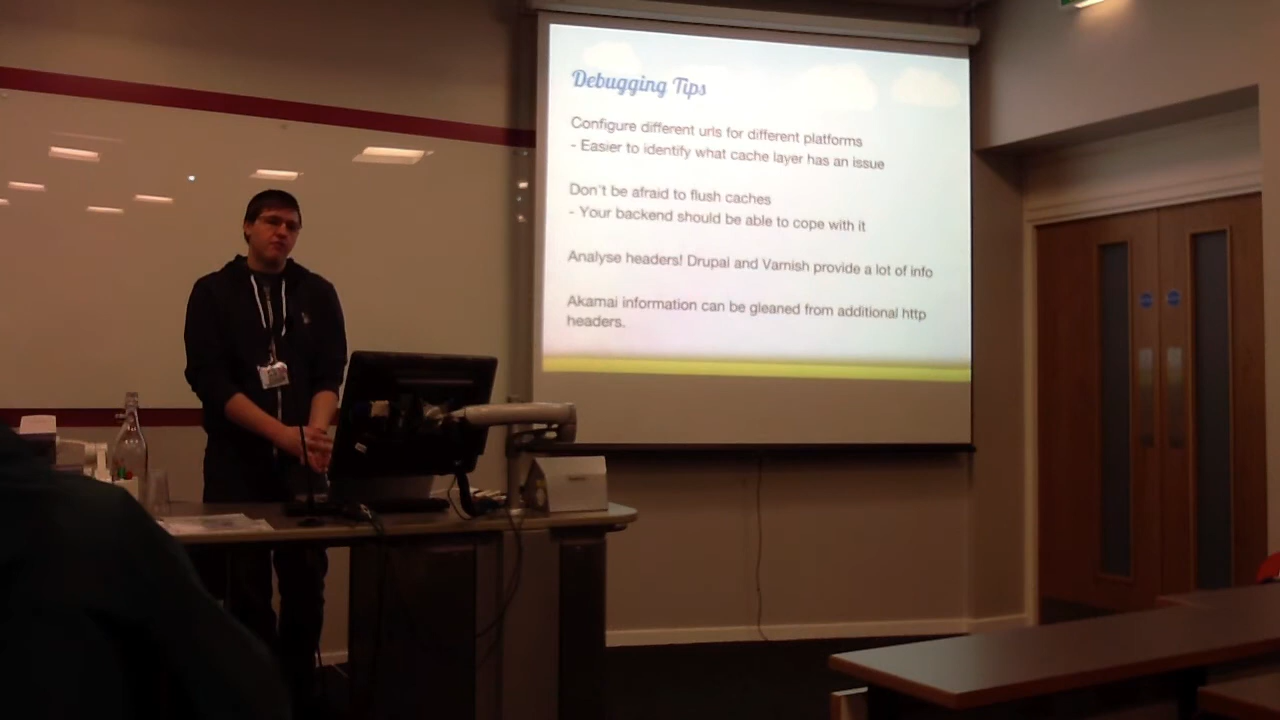 Debugging Tips
Configure different urls for different platforms
- Easier to identify what cache layer has an issue
Don't be afraid to flush caches
- Your backend should be able to cope with it
Analyse headers! Drupal and Varnish provide a lot of info
Akamai information can be gleaned from additional http
headers.